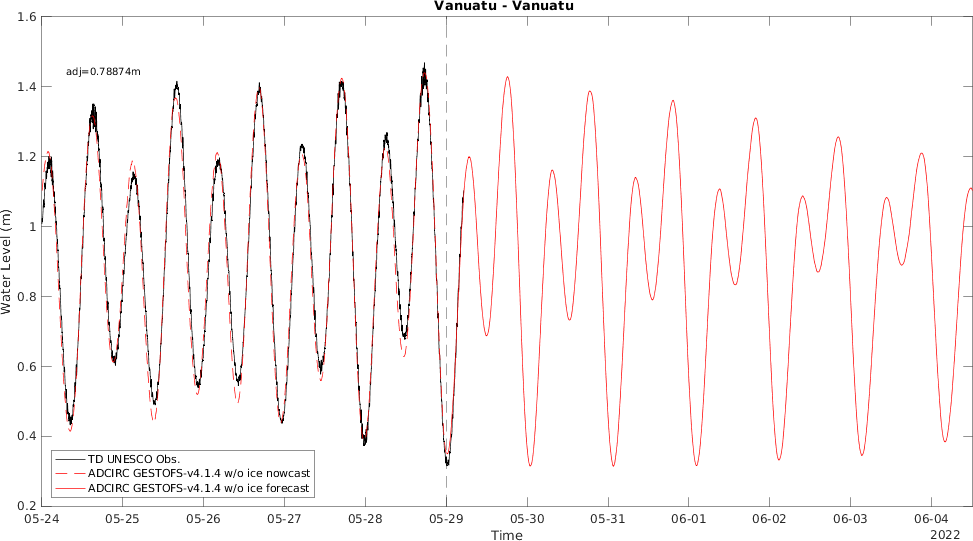 Vanuatu - Vanuatu
1.6
adj=0.78874m
1.4
1.2
1
0.8
0.6
0.4
0.2
Water Level (m)
TD UNESCO Obs.
ADCIRC GESTOFS-v4.1.4 w/o ice nowcast
ADCIRC GESTOFS-v4.1.4 w/o ice forecast
05-24 05-25 05-26 05-27 05-28 05-29 05-30 05-31 06-01 06-02 06-03 06-04
Time
2022